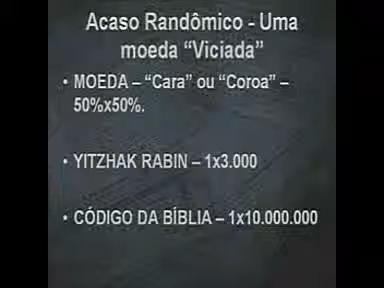 Acaso Randômico - Uma
moeda “Viciada”
• MOEDA – “Cara” ou “Coroa” –
50%x50%.
• YITZHAK RABIN – 1x3.000
• CÓDIGO DA BÍBLIA – 1x10.000.000